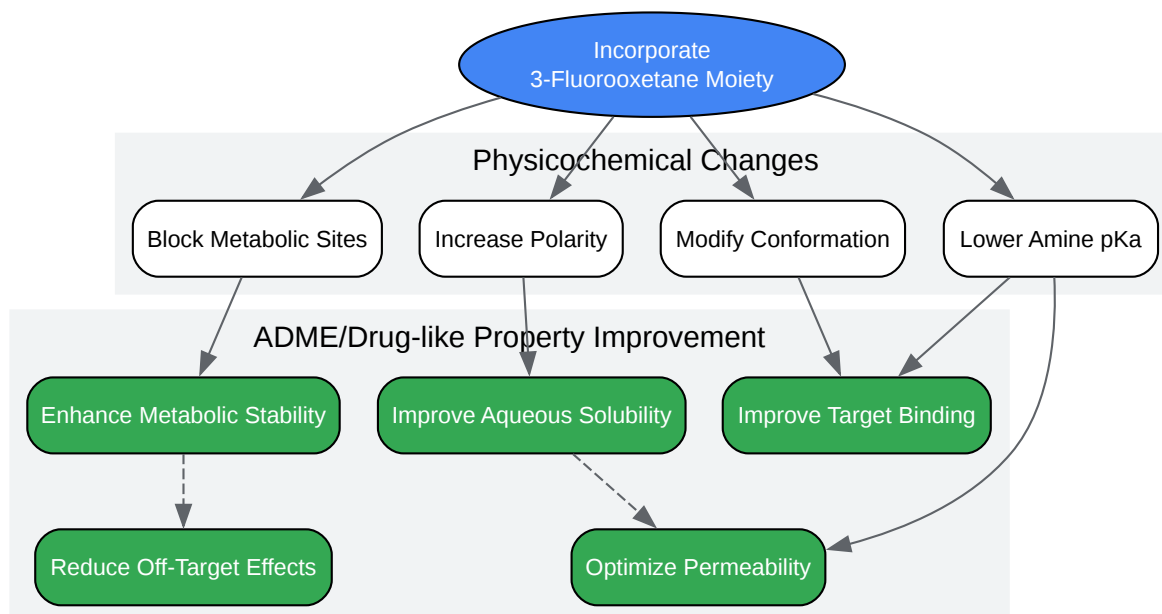 Incorporate
3-Fluorooxetane Moiety
Physicochemical Changes
Block Metabolic Sites
Increase Polarity
Modify Conformation
Lower Amine pKa
ADME/Drug-like Property Improvement
Enhance Metabolic Stability
Improve Aqueous Solubility
Improve Target Binding
Reduce Off-Target Effects
Optimize Permeability